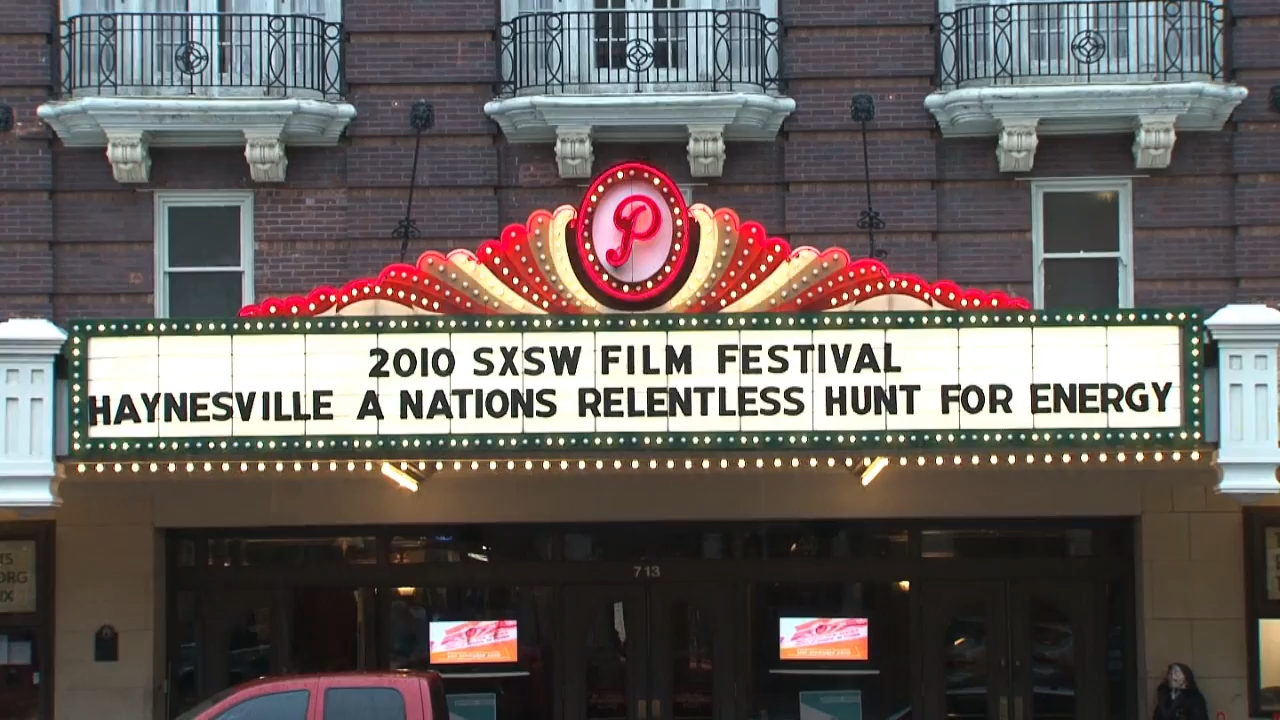 P
2010 SXSW FILM FESTIVAL
HAYNESVILLE A NATIONS RELENTLESS HUNT FOR ENERGY
713